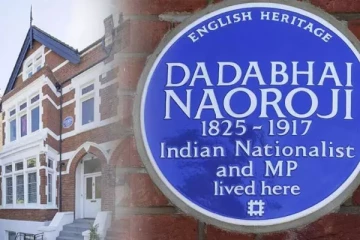 ENGLISH HERITAGE
DADABHAI
NAOROJI
1825-1917
Indian Nationalist
and MP
lived here